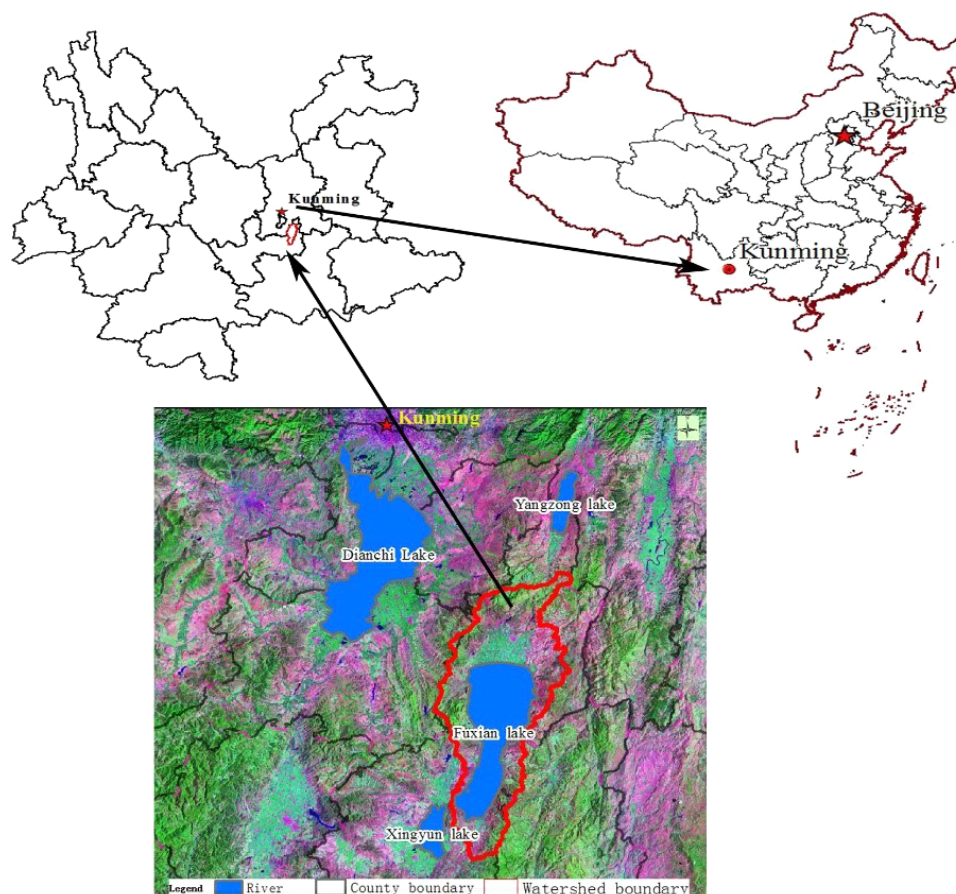 Beijing
Kunming
Kunming
Kunming
Yangzong lake
Dianchi Lake
Fuxian lake
Xingyun lake
Legend River County boundary Watershed boundary